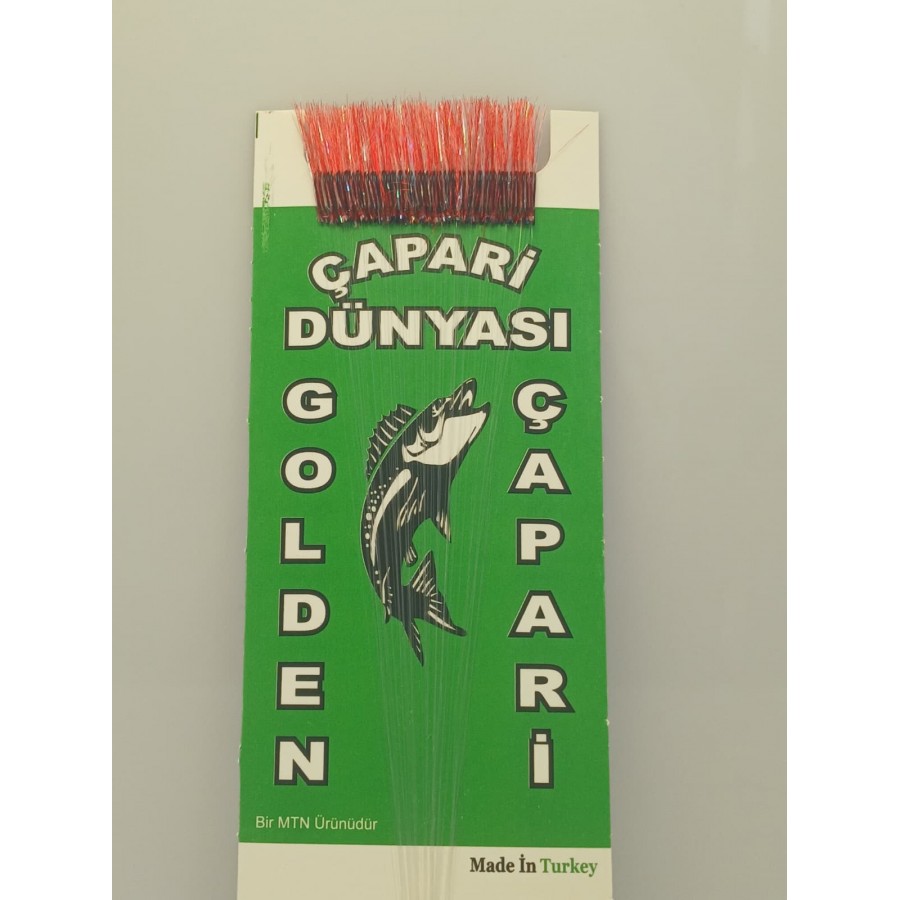 ÇAPARİ
DÜNYASI
GOLDEN
ÇAPARİ
Bir MTN Ürünüdür
Made İn Turkey